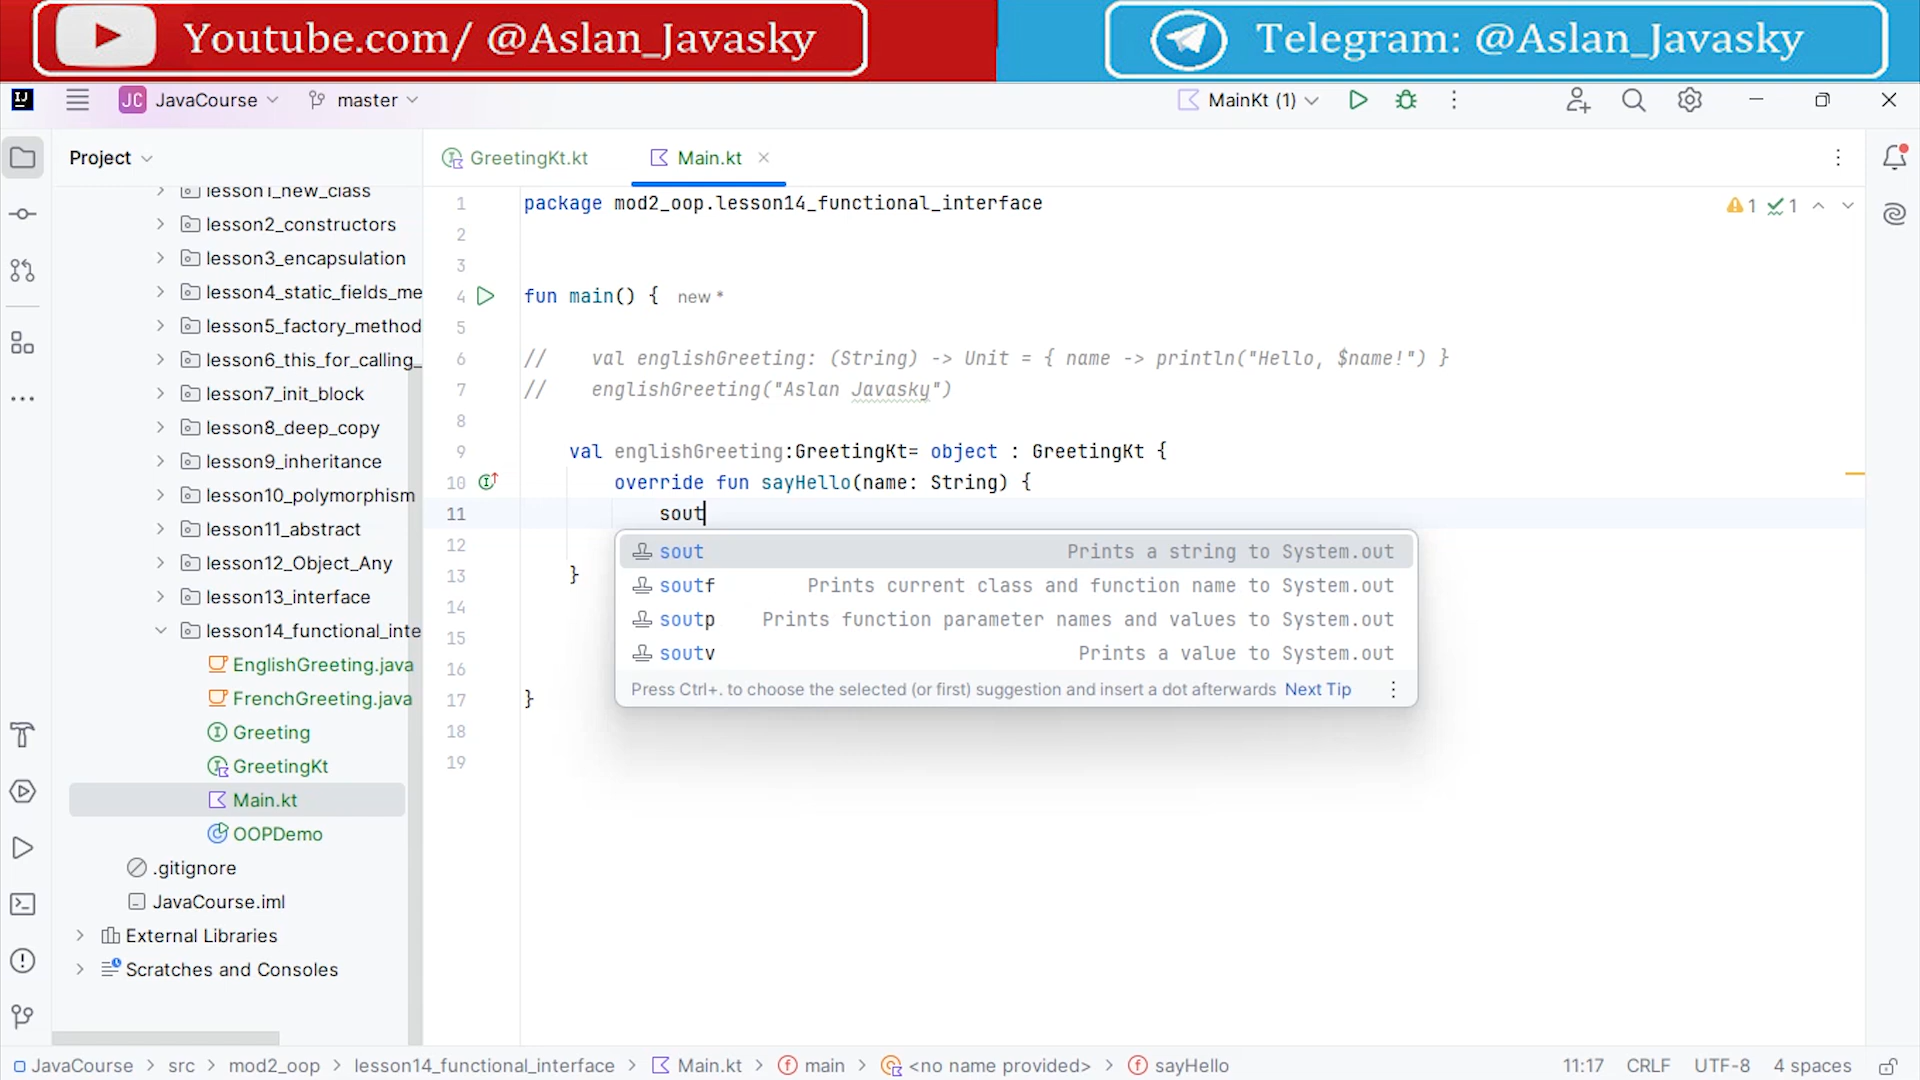 Youtube.com/ @Aslan_Javasky
Telegram: @Aslan_Javasky
IJ
JC JavaCourse
master
MainKt (1)
Project
GreetingKt.kt
Main.kt
lesson1_new_class
lesson2_constructors
lesson3_encapsulation
lesson4_static_fields_me
lesson5_factory_method
lesson6_this_for_calling_
lesson7_init_block
lesson8_deep_copy
lesson9_inheritance
lesson10_polymorphism
lesson11_abstract
lesson12_Object_Any
lesson13_interface
lesson14_functional_inte
EnglishGreeting.java
FrenchGreeting.java
Greeting
GreetingKt
Main.kt
OOPDemo
.gitignore
JavaCourse.iml
External Libraries
Scratches and Consoles
1 package mod2_oop.lesson14_functional_interface
1 1
2
3
4 fun main() { new *
5
6 //    val englishGreeting: (String) -> Unit = { name -> println("Hello, $name!") }
7 //    englishGreeting("Aslan Javasky")
8
9 val englishGreeting:GreetingKt= object : GreetingKt {
10 override fun sayHello(name: String) {
11 sout
12
13 }
14
15
16
17 }
18
19
sout Prints a string to System.out
soutf Prints current class and function name to System.out
soutp Prints function parameter names and values to System.out
soutv Prints a value to System.out
Press Ctrl+. to choose the selected (or first) suggestion and insert a dot afterwards Next Tip
JavaCourse > src > mod2_oop > lesson14_functional_interface > Main.kt > main > <no name provided> > sayHello
11:17 CRLF UTF-8 4 spaces